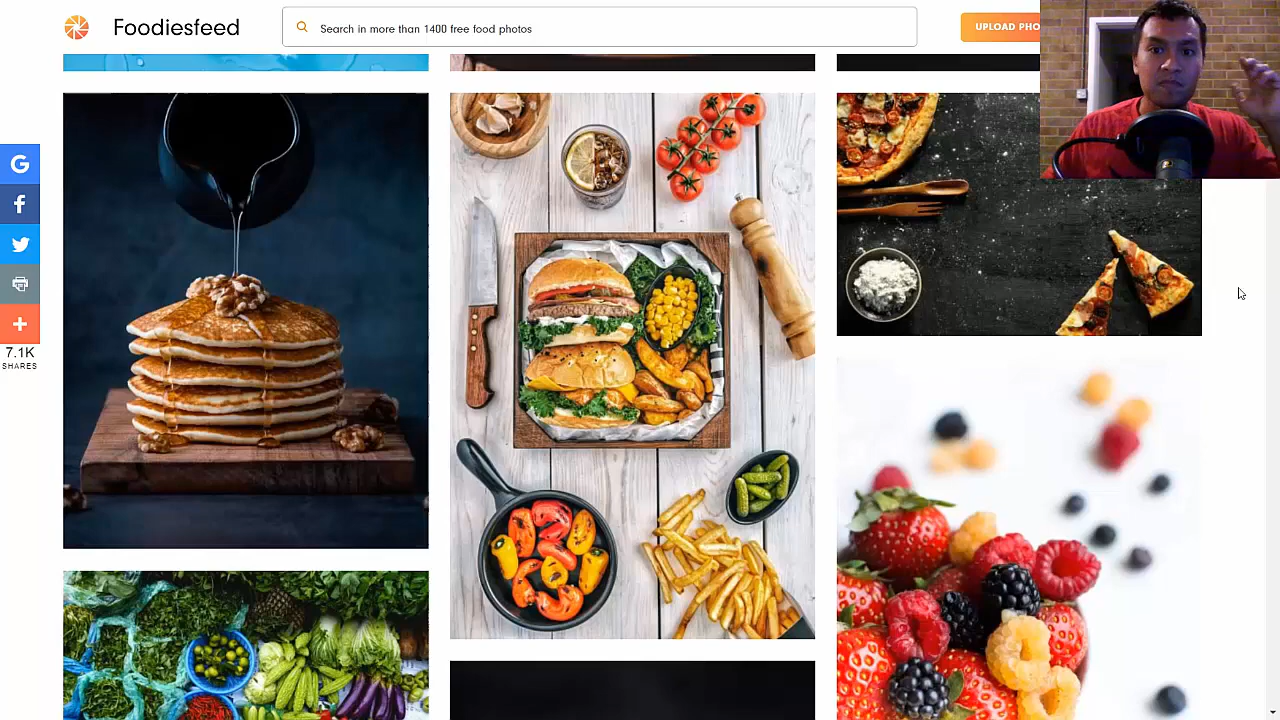 Foodiesfeed
Search in more than 1400 free food photos
UPLOAD PHO
G
f
7.1K
SHARES